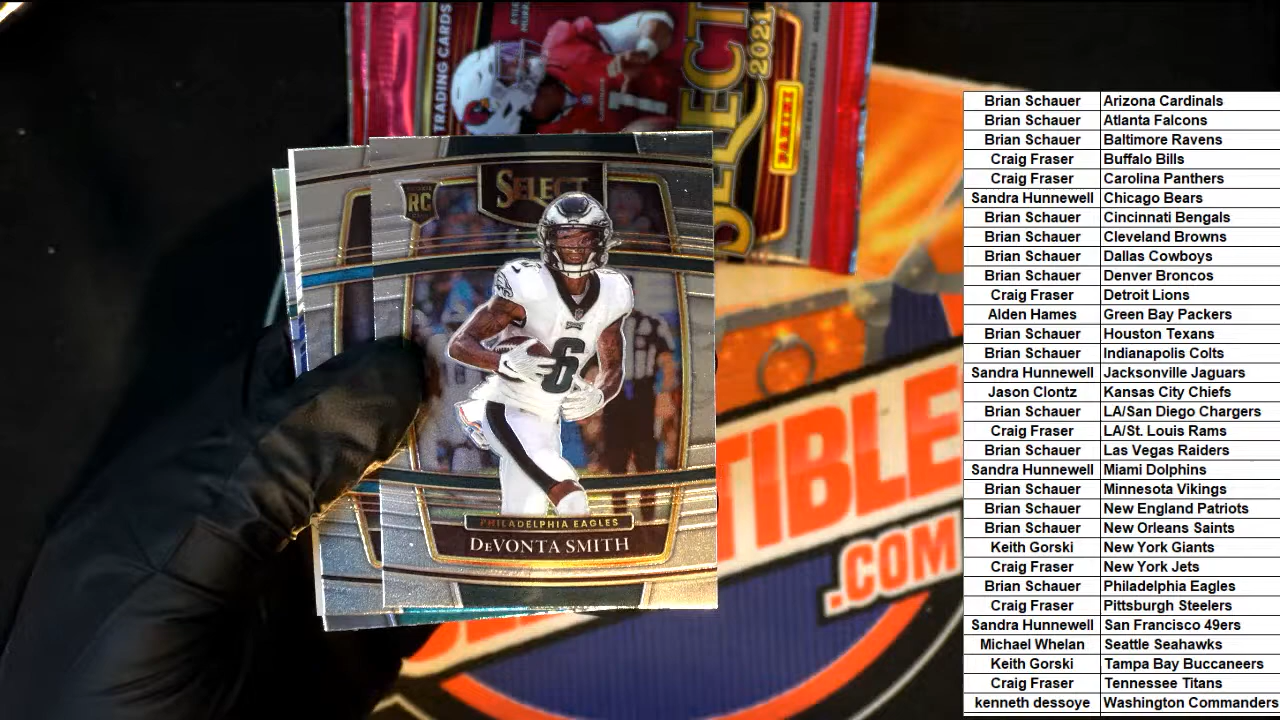 TRADING CARDS
SELECT
2021
PANINI
RC
SELECT
6
PHILADELPHIA EAGLES
DEVONTA SMITH
TIBLE
.COM
Brian Schauer Arizona Cardinals
Brian Schauer Atlanta Falcons
Brian Schauer Baltimore Ravens
Craig Fraser Buffalo Bills
Craig Fraser Carolina Panthers
Sandra Hunnewell Chicago Bears
Brian Schauer Cincinnati Bengals
Brian Schauer Cleveland Browns
Brian Schauer Dallas Cowboys
Brian Schauer Denver Broncos
Craig Fraser Detroit Lions
Alden Hames Green Bay Packers
Brian Schauer Houston Texans
Brian Schauer Indianapolis Colts
Sandra Hunnewell Jacksonville Jaguars
Jason Clontz Kansas City Chiefs
Brian Schauer LA/San Diego Chargers
Craig Fraser LA/St. Louis Rams
Brian Schauer Las Vegas Raiders
Sandra Hunnewell Miami Dolphins
Brian Schauer Minnesota Vikings
Brian Schauer New England Patriots
Brian Schauer New Orleans Saints
Keith Gorski New York Giants
Craig Fraser New York Jets
Brian Schauer Philadelphia Eagles
Craig Fraser Pittsburgh Steelers
Sandra Hunnewell San Francisco 49ers
Michael Whelan Seattle Seahawks
Keith Gorski Tampa Bay Buccaneers
Craig Fraser Tennessee Titans
kenneth dessoye Washington Commanders